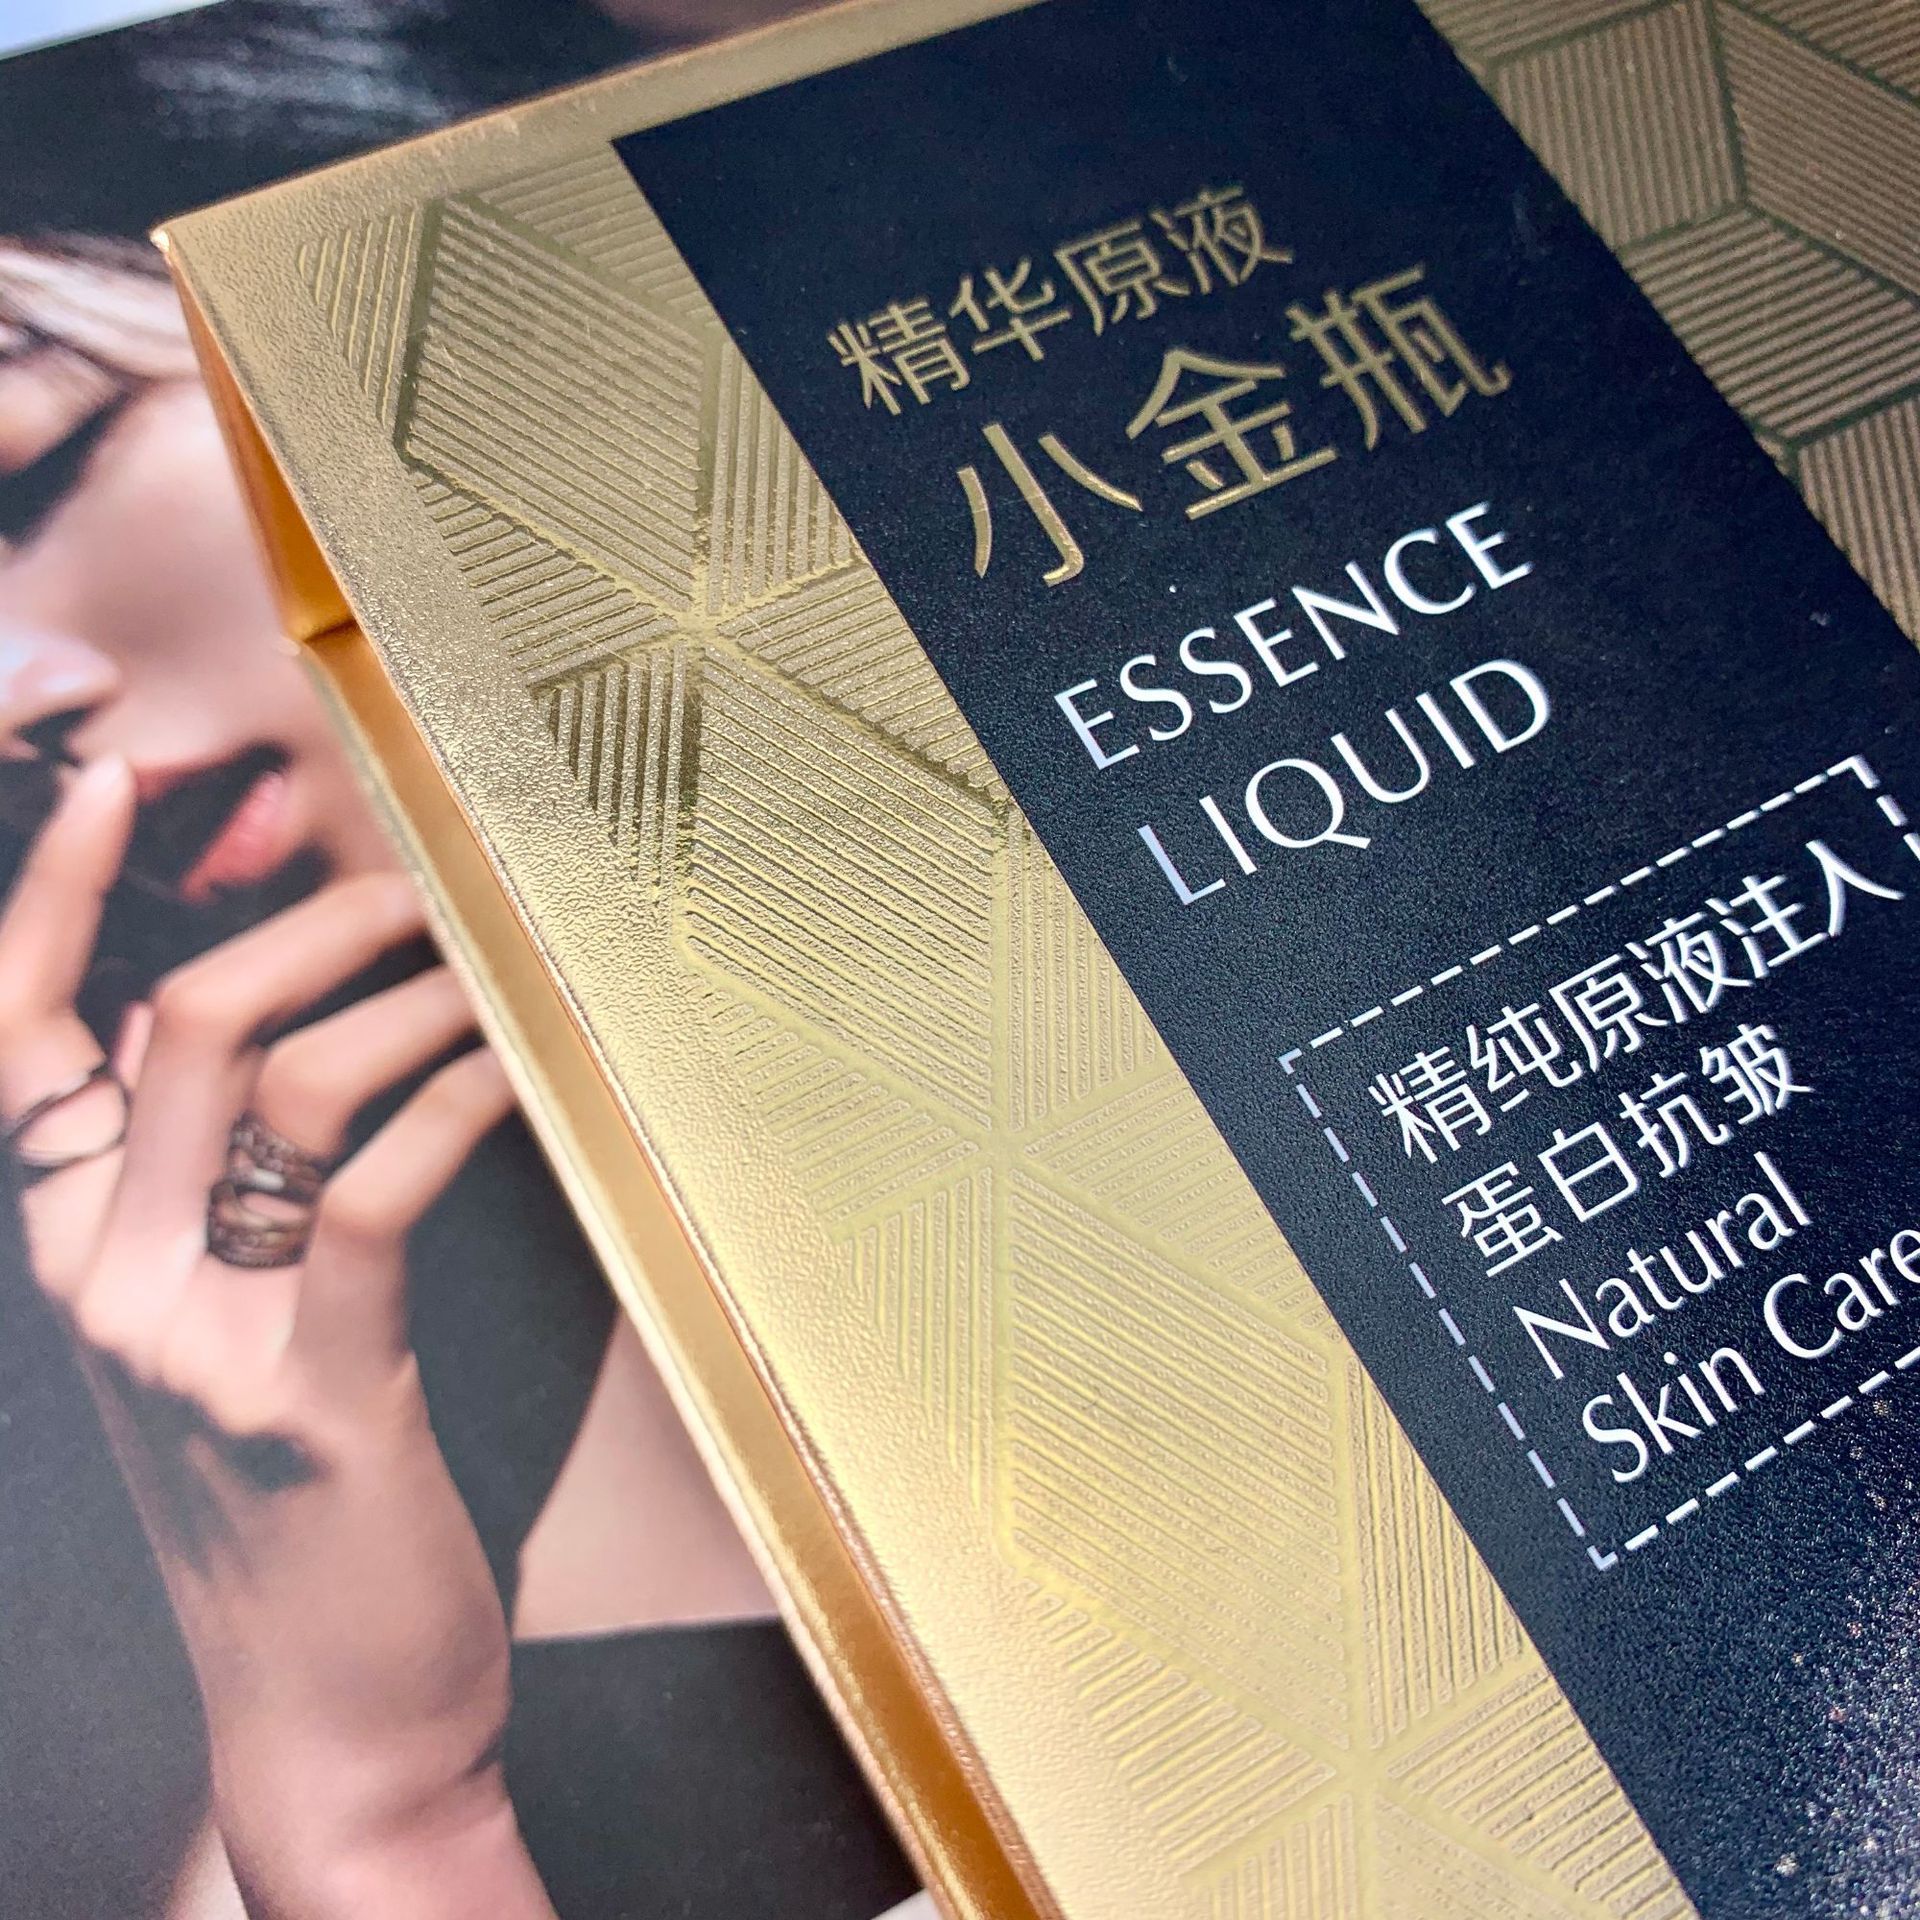 精华原液
小金瓶
ESSENCE
LIQUID
精纯原液注入
蛋白抗皱
Natural
Skin Care